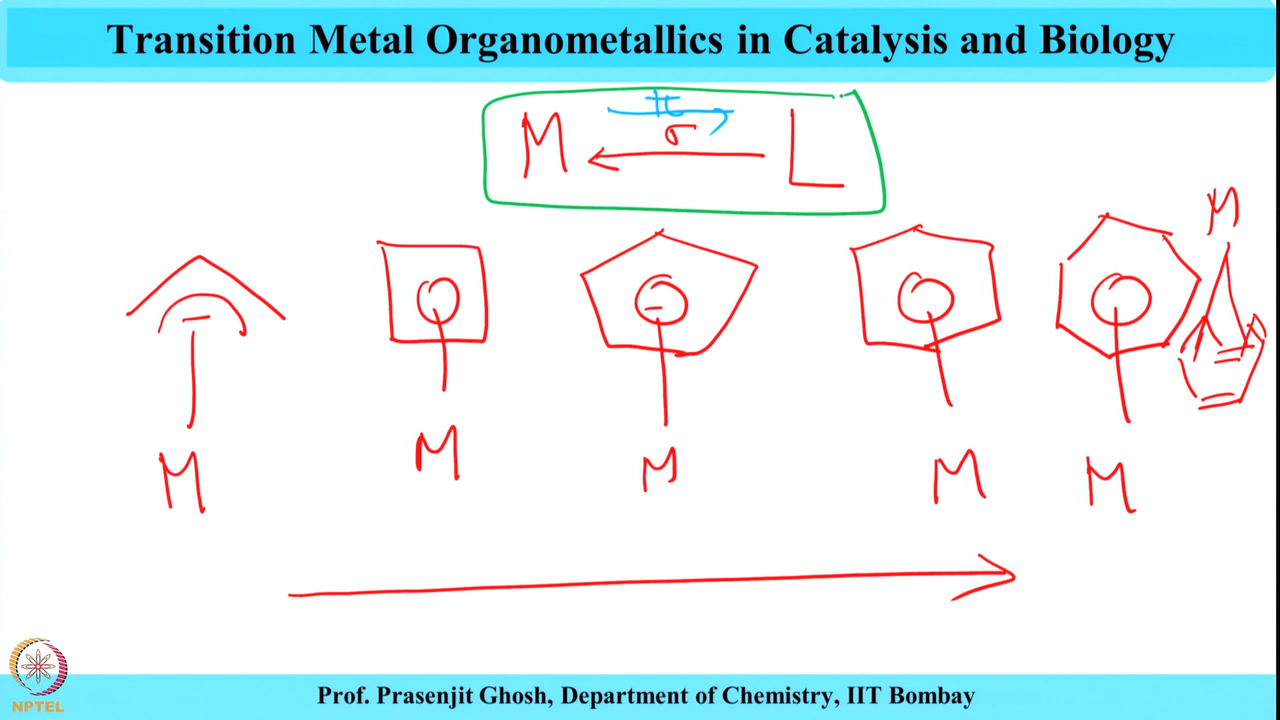 Transition Metal Organometallics in Catalysis and Biology
π
M σ L
M
M M M M M
Prof. Prasenjit Ghosh, Department of Chemistry, IIT Bombay
NPTEL